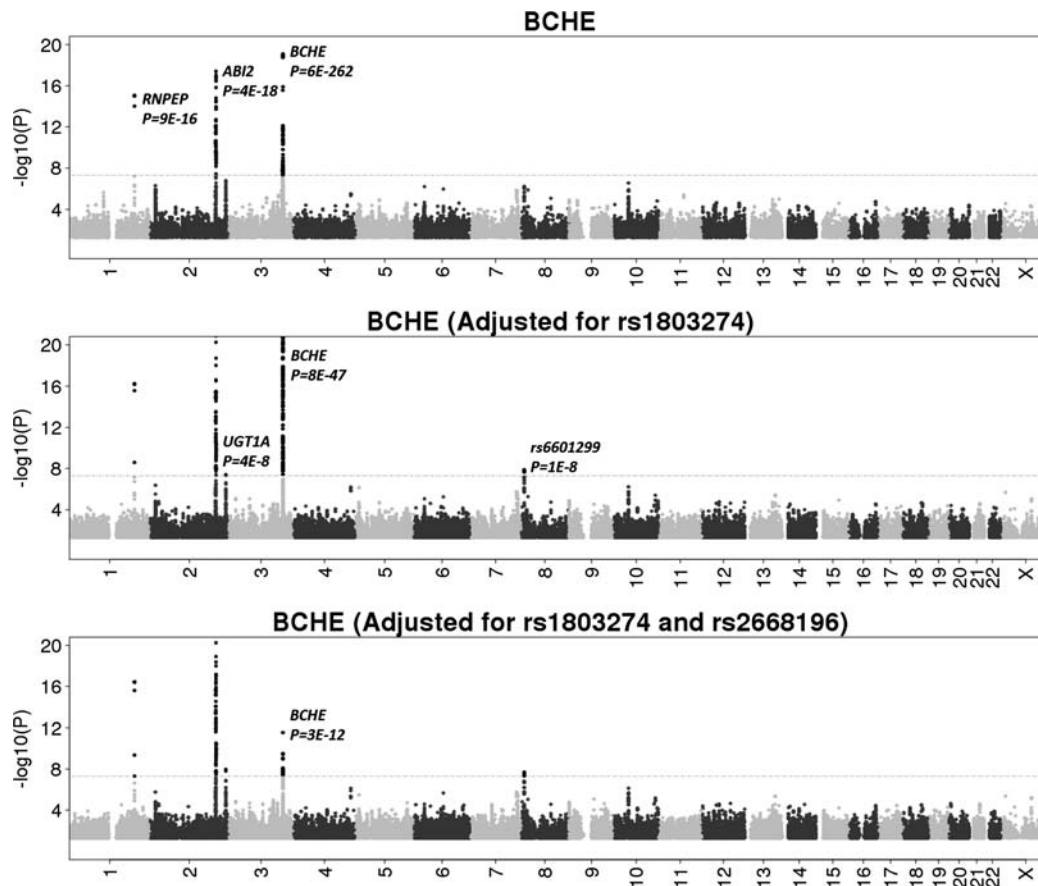 BCHE
20
16
12
8
4
-log10(P)
RNPEP
P=9E-16
ABI2
P=4E-18
BCHE
P=6E-262
1 2 3 4 5 6 7 8 9 10 11 12 13 14 15 16 17 18 19 20 21 22 X
BCHE (Adjusted for rs1803274)
20
16
12
8
4
-log10(P)
UGT1A
P=4E-8
BCHE
P=8E-47
rs6601299
P=1E-8
1 2 3 4 5 6 7 8 9 10 11 12 13 14 15 16 17 18 19 20 21 22 X
BCHE (Adjusted for rs1803274 and rs2668196)
20
16
12
8
4
-log10(P)
BCHE
P=3E-12
1 2 3 4 5 6 7 8 9 10 11 12 13 14 15 16 17 18 19 20 21 22 X